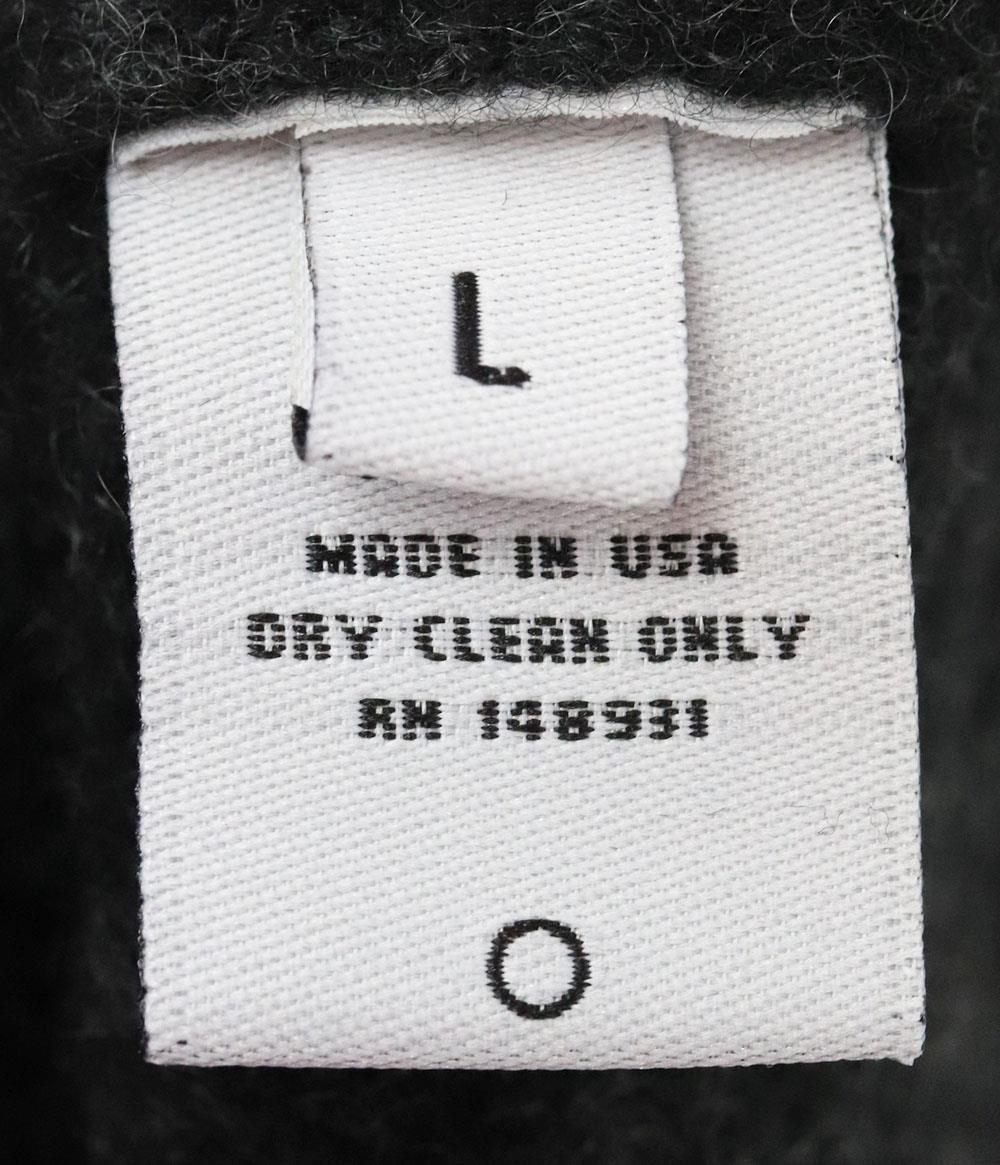 L
MADE IN USA
DRY CLEAN ONLY
RN 148931